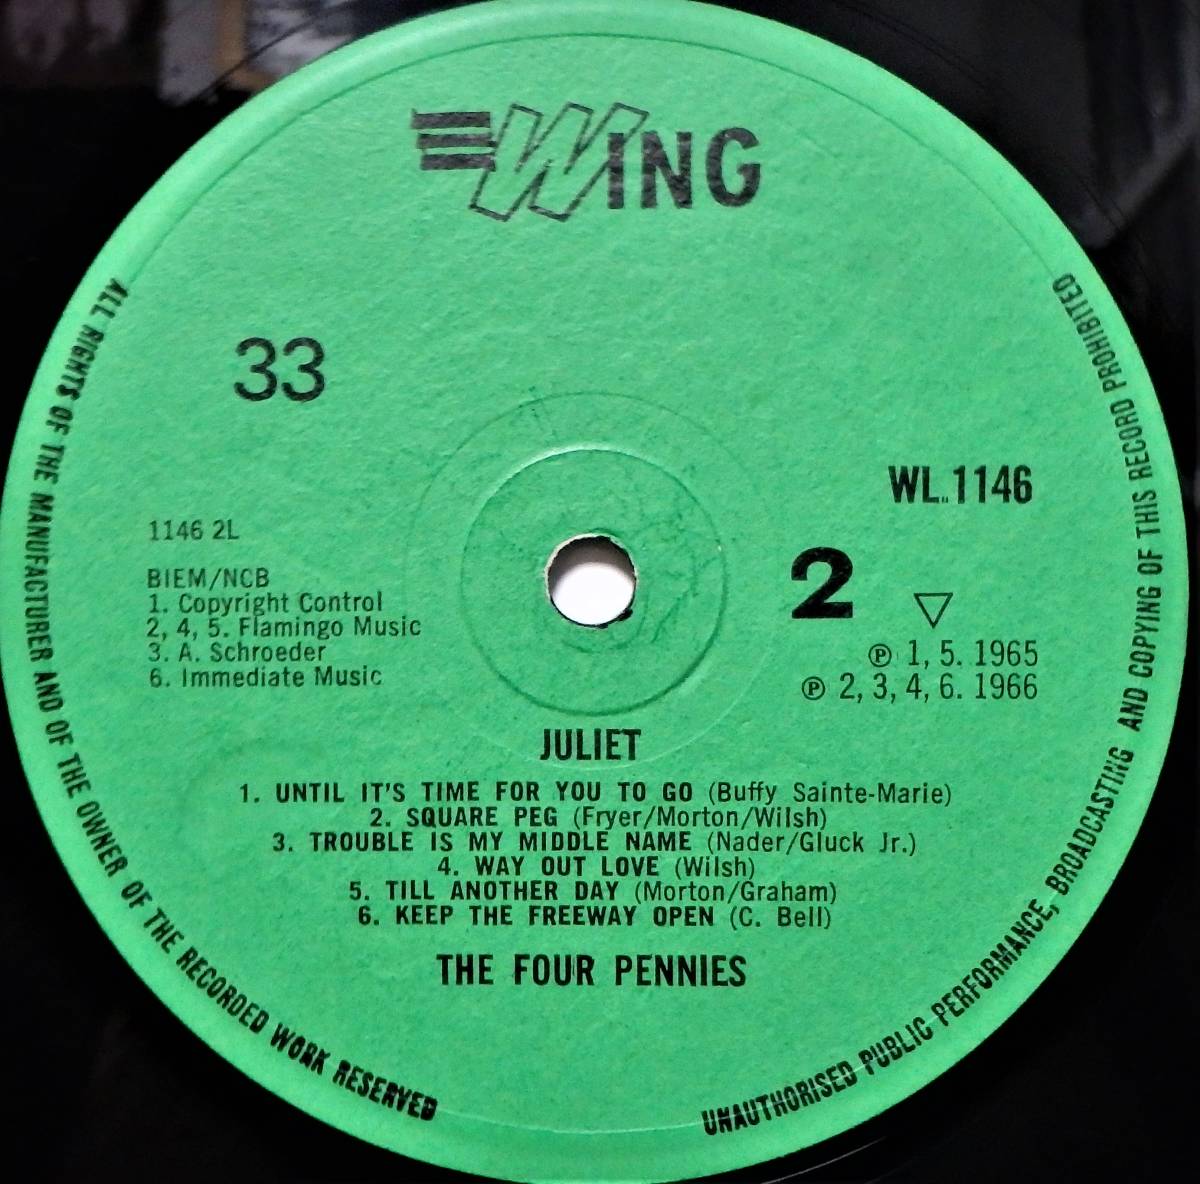 WING
33
WL.1146
1146 2L
BIEM/NCB
1. Copyright Control
2, 4, 5. Flamingo Music
3. A. Schroeder
6. Immediate Music
2
℗ 1, 5. 1965
℗ 2, 3, 4, 6. 1966
JULIET
1. UNTIL IT'S TIME FOR YOU TO GO (Buffy Sainte-Marie)
2. SQUARE PEG (Fryer/Morton/Wilsh)
3. TROUBLE IS MY MIDDLE NAME (Nader/Gluck Jr.)
4. WAY OUT LOVE (Wilsh)
5. TILL ANOTHER DAY (Morton/Graham)
6. KEEP THE FREEWAY OPEN (C. Bell)
THE FOUR PENNIES
ALL RIGHTS OF THE MANUFACTURER AND OF THE OWNER OF THE RECORDED WORK RESERVED
UNAUTHORISED PUBLIC PERFORMANCE, BROADCASTING AND COPYING OF THIS RECORD PROHIBITED